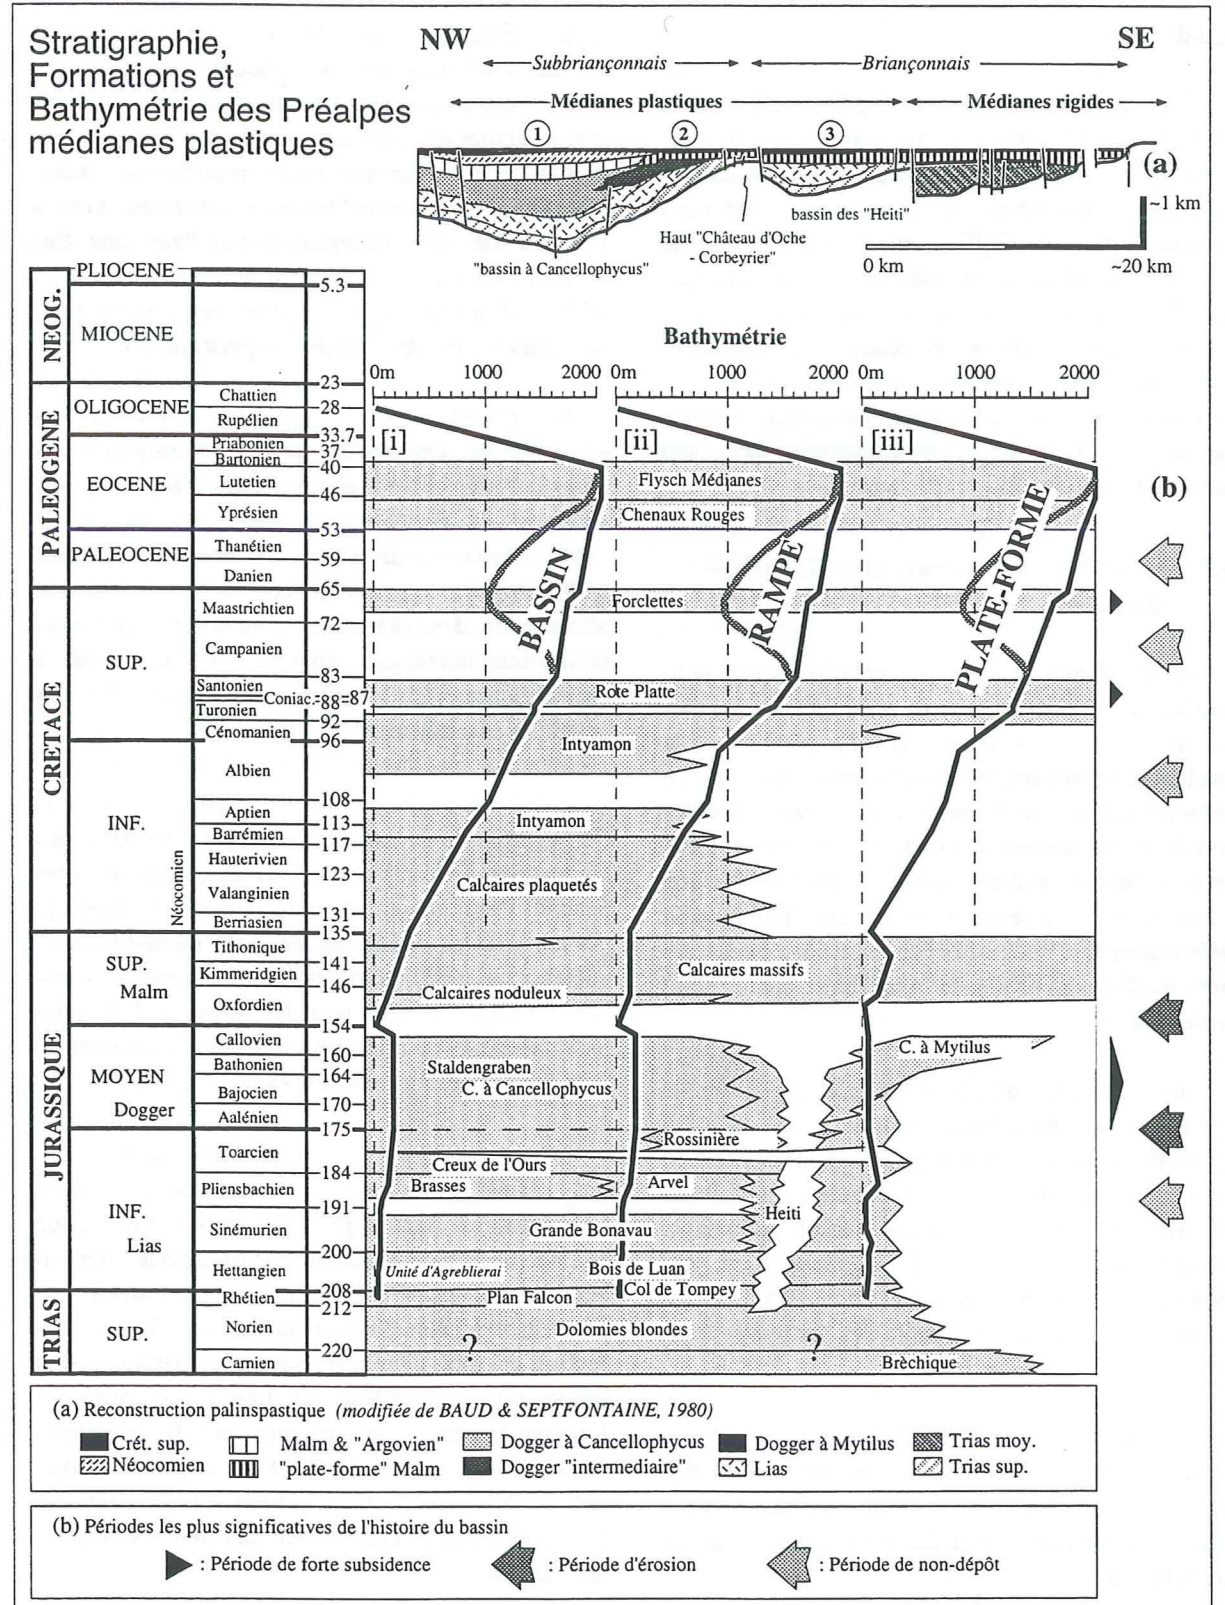 Stratigraphie,
Formations et
Bathymétrie des Préalpes
médianes plastiques
NW
SE
Subbriançonnais
Briançonnais
Médianes plastiques
Médianes rigides
1
2
3
(a)
bassin des "Heiti"
~1 km
Haut "Château d'Oche
- Corbeyrier"
0 km
~20 km
"bassin à Cancellophycus"
Bathymétrie
0m 1000 2000 0m 1000 2000 0m 1000 2000
[i]
[ii]
[iii]
(b)
NEOG.
PLIOCENE
5.3
MIOCENE
23
PALEOGENE
OLIGOCENE
Chattien
28
Rupélien
33.7
EOCENE
Priabonien
37
Bartonien
40
Lutetien
46
Yprésien
53
PALEOCENE
Thanétien
59
Danien
65
CRETACE
SUP.
Maastrichtien
72
Campanien
83
Santonien
Coniac. 88 87
Turonien
92
Cénomanien
96
INF.
Albien
108
Aptien
113
Barrémien
117
Néocomien
Hauterivien
123
Valanginien
131
Berriasien
135
JURASSIQUE
SUP.
Malm
Tithonique
141
Kimmeridgien
146
Oxfordien
154
MOYEN
Dogger
Callovien
160
Bathonien
164
Bajocien
170
Aalénien
175
INF.
Lias
Toarcien
184
Pliensbachien
191
Sinémurien
200
Hettangien
208
TRIAS
SUP.
Rhétien
212
Norien
220
Carnien
BASSIN
RAMPE
PLATE-FORME
Flysch Médianes
Chenaux Rouges
Forclettes
Rote Platte
Intyamon
Intyamon
Calcaires plaquetés
Calcaires massifs
Calcaires noduleux
C. à Mytilus
Staldengraben
C. à Cancellophycus
Rossinière
Creux de l'Ours
Brasses
Arvel
Heiti
Grande Bonavau
Unité d'Agreblierai
Bois de Luan
Plan Falcon
Col de Tompey
Dolomies blondes
?
?
Brèchique
(a) Reconstruction palinspastique (modifiée de BAUD & SEPTFONTAINE, 1980)
Crét. sup.
Malm & "Argovien"
Dogger à Cancellophycus
Dogger à Mytilus
Trias moy.
Néocomien
"plate-forme" Malm
Dogger "intermediaire"
Lias
Trias sup.
(b) Périodes les plus significatives de l'histoire du bassin
: Période de forte subsidence
: Période d'érosion
: Période de non-dépôt